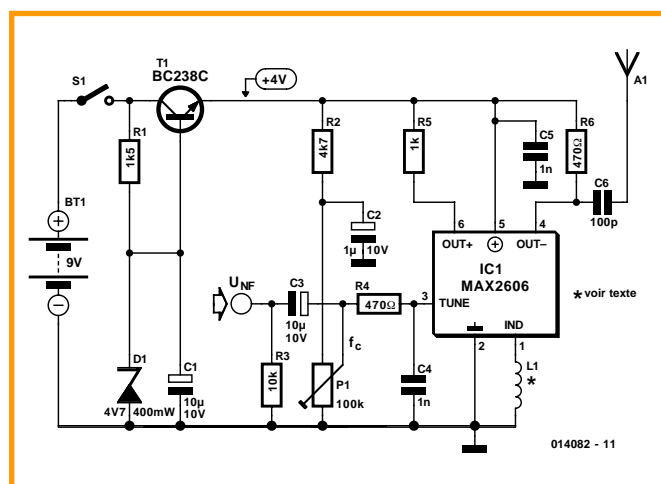 T1
BC238C
S1
+4V
A1
R1
1k5
R2
4k7
R5
1k
C5
1n
R6
470Ω
C6
100p
BT1
9V
C2
1µ
10V
6
5
4
OUT+
OUT–
IC1
MAX2606
* voir texte
UNF
C3
10µ
10V
R4
470Ω
3
TUNE
IND
fc
2
1
L1
*
D1
4V7
400mW
C1
10µ
10V
R3
10k
P1
100k
C4
1n
014082 - 11